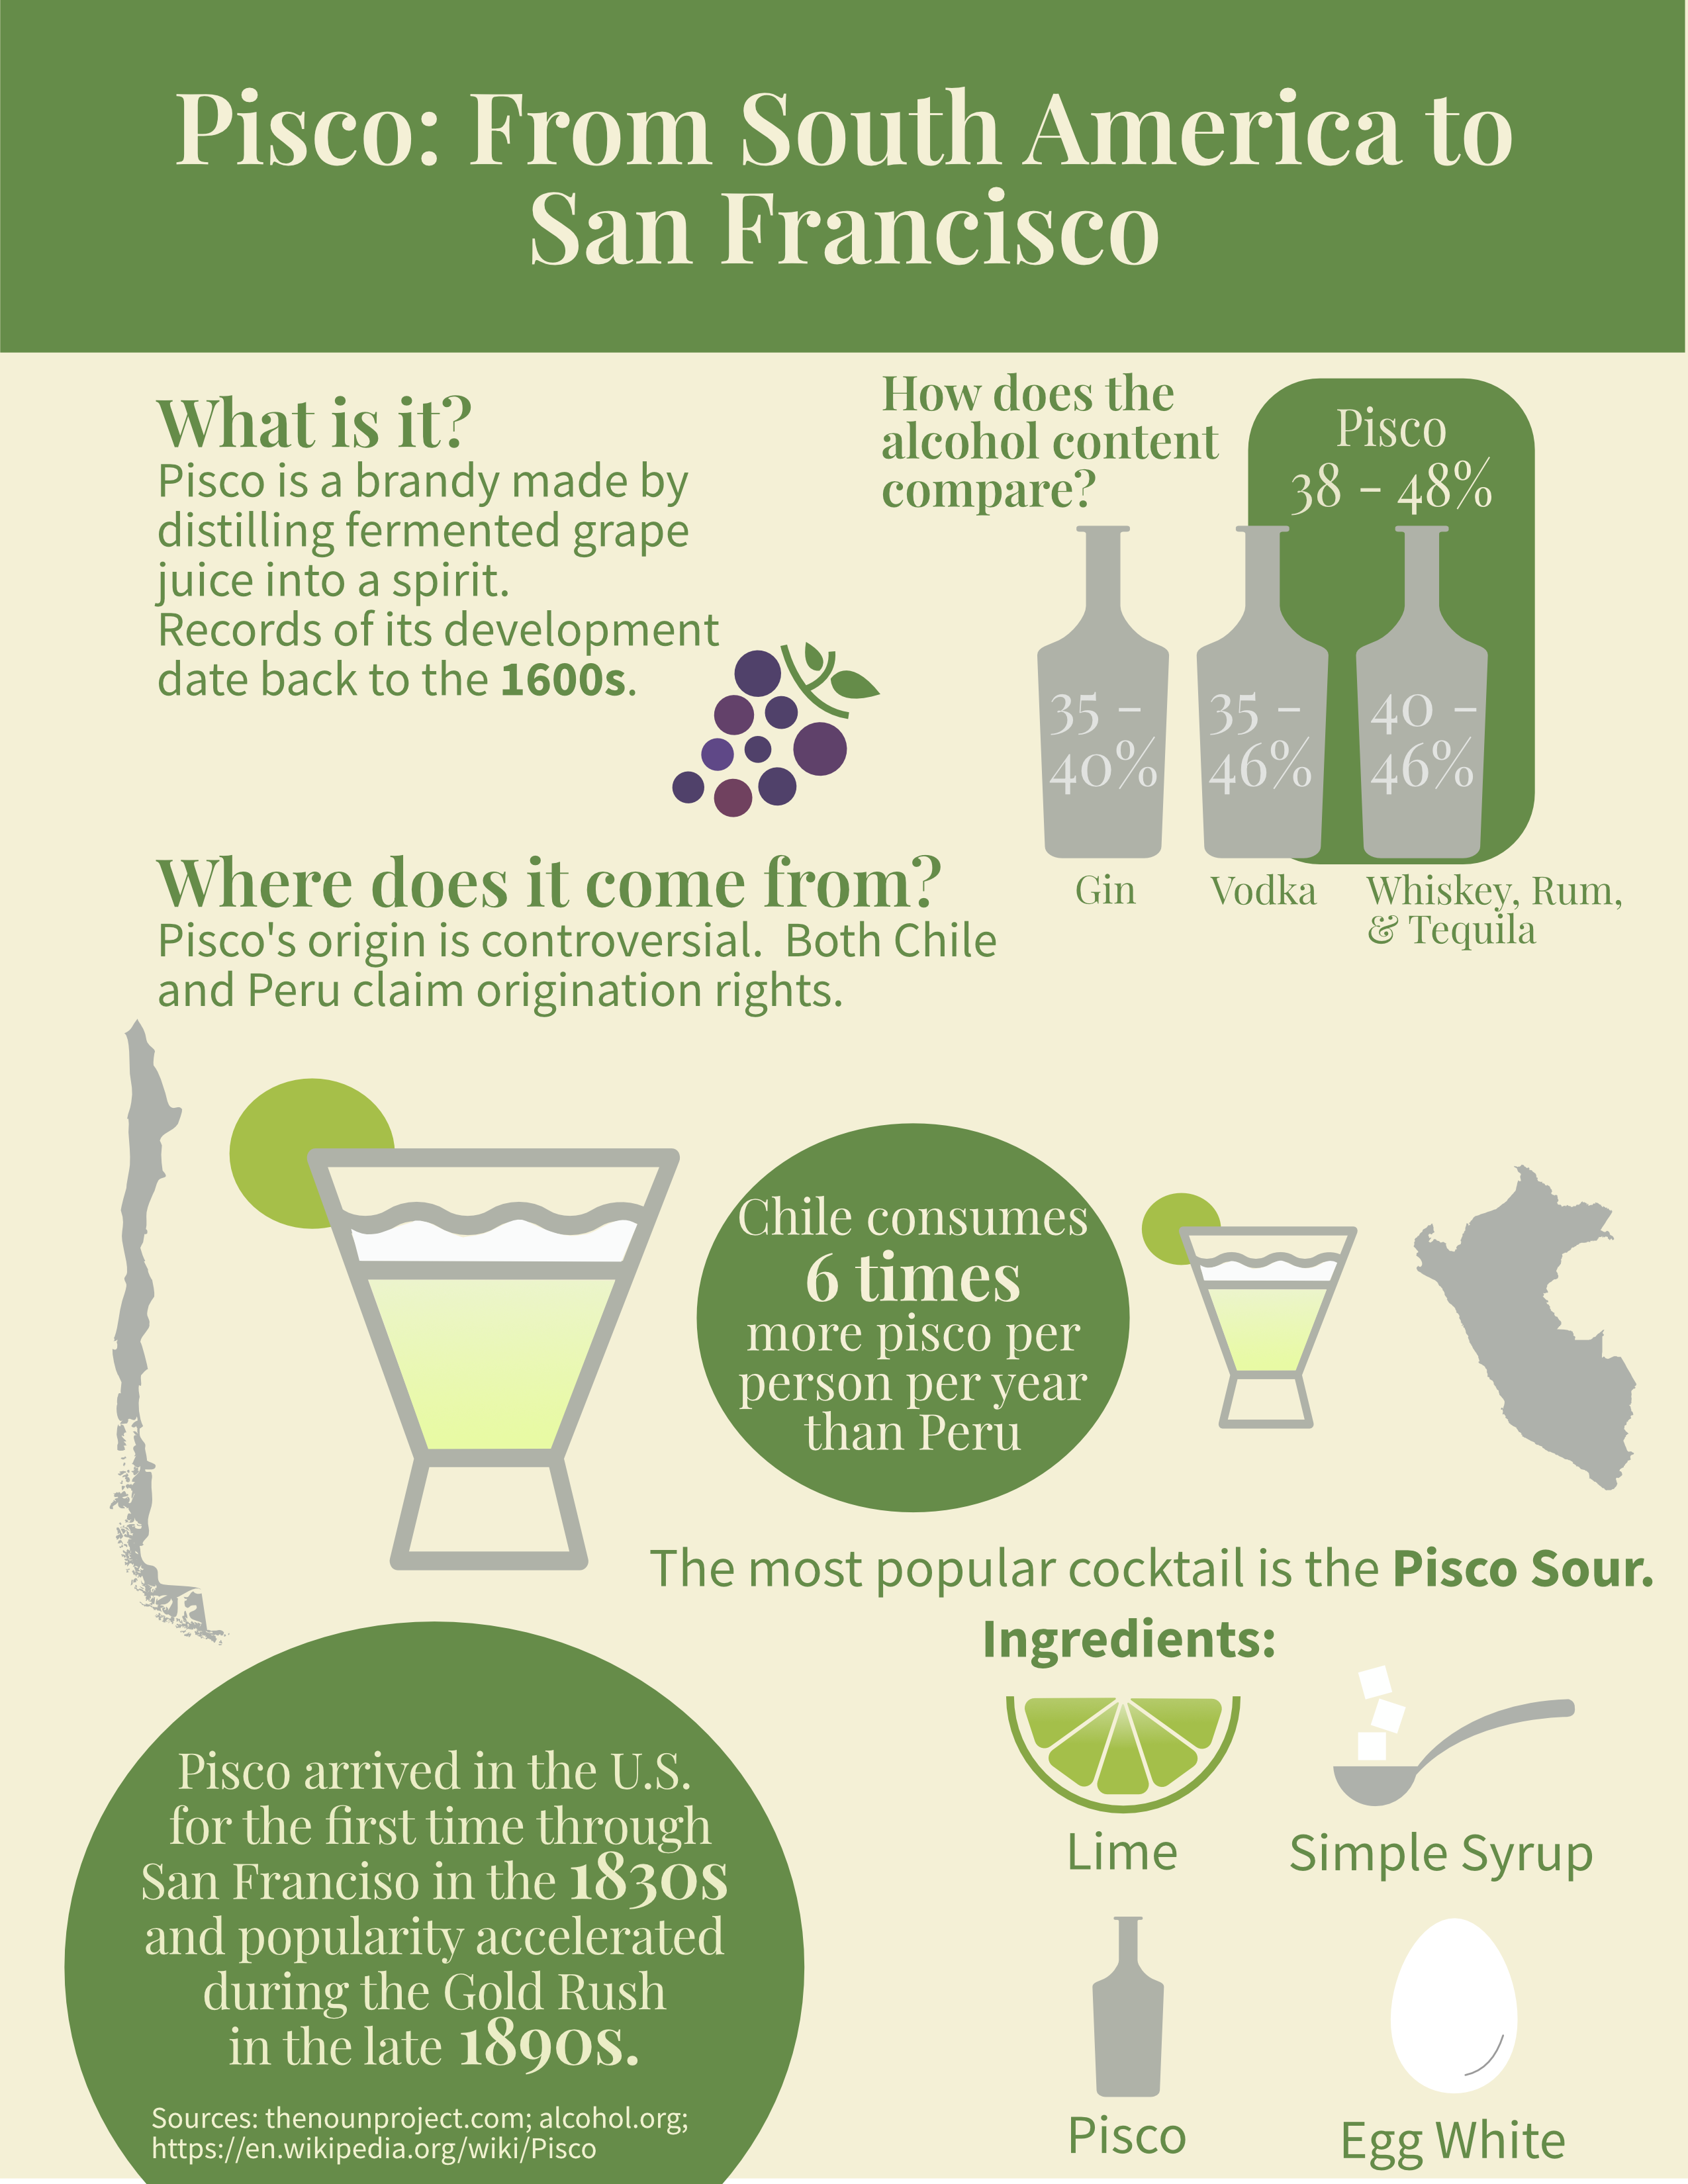 Pisco: From South America to
San Francisco
What is it?
Pisco is a brandy made by
distilling fermented grape
juice into a spirit.
Records of its development
date back to the 1600s.
How does the
alcohol content
compare?
Pisco
38 - 48%
35 -
40%
35 -
46%
40 -
46%
Gin
Vodka
Whiskey, Rum,
& Tequila
Where does it come from?
Pisco's origin is controversial.  Both Chile
and Peru claim origination rights.
Chile consumes
6 times
more pisco per
person per year
than Peru
The most popular cocktail is the Pisco Sour.
Ingredients:
Lime
Simple Syrup
Pisco
Egg White
Pisco arrived in the U.S.
for the first time through
San Franciso in the 1830s
and popularity accelerated
during the Gold Rush
in the late 1890s.
Sources: thenounproject.com; alcohol.org;
https://en.wikipedia.org/wiki/Pisco